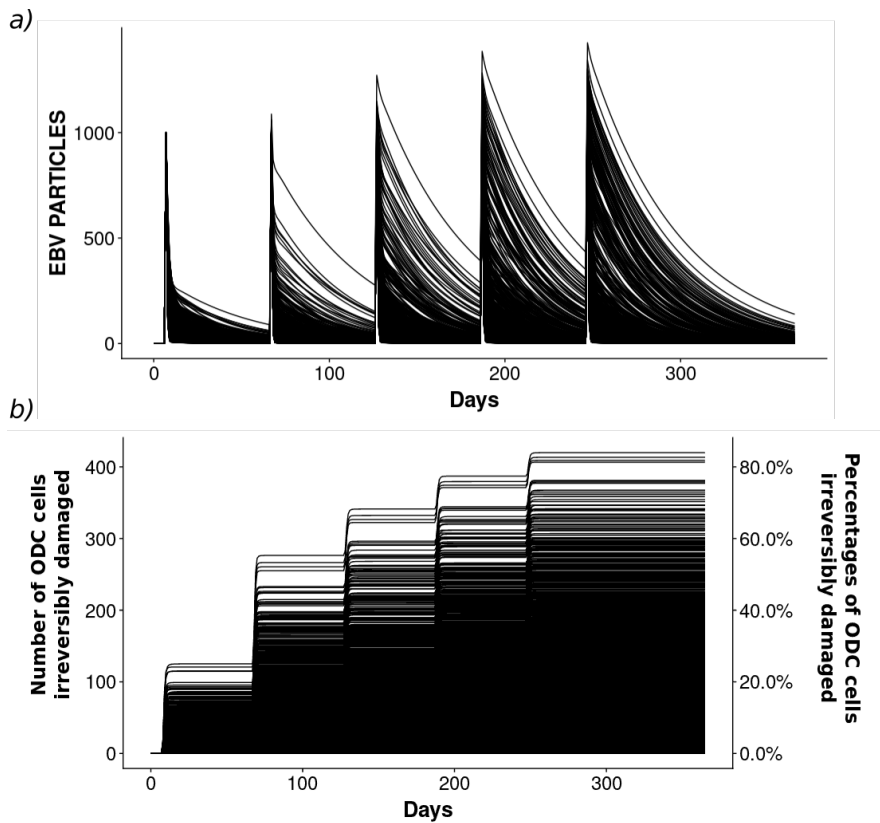 a)
EBV PARTICLES
1000
500
0
0
100
200
300
Days
b)
Number of ODC cells
irreversibly damaged
400
300
200
100
0
80.0%
60.0%
40.0%
20.0%
0.0%
Percentages of ODC cells
irreversibly damaged
0
100
200
300
Days